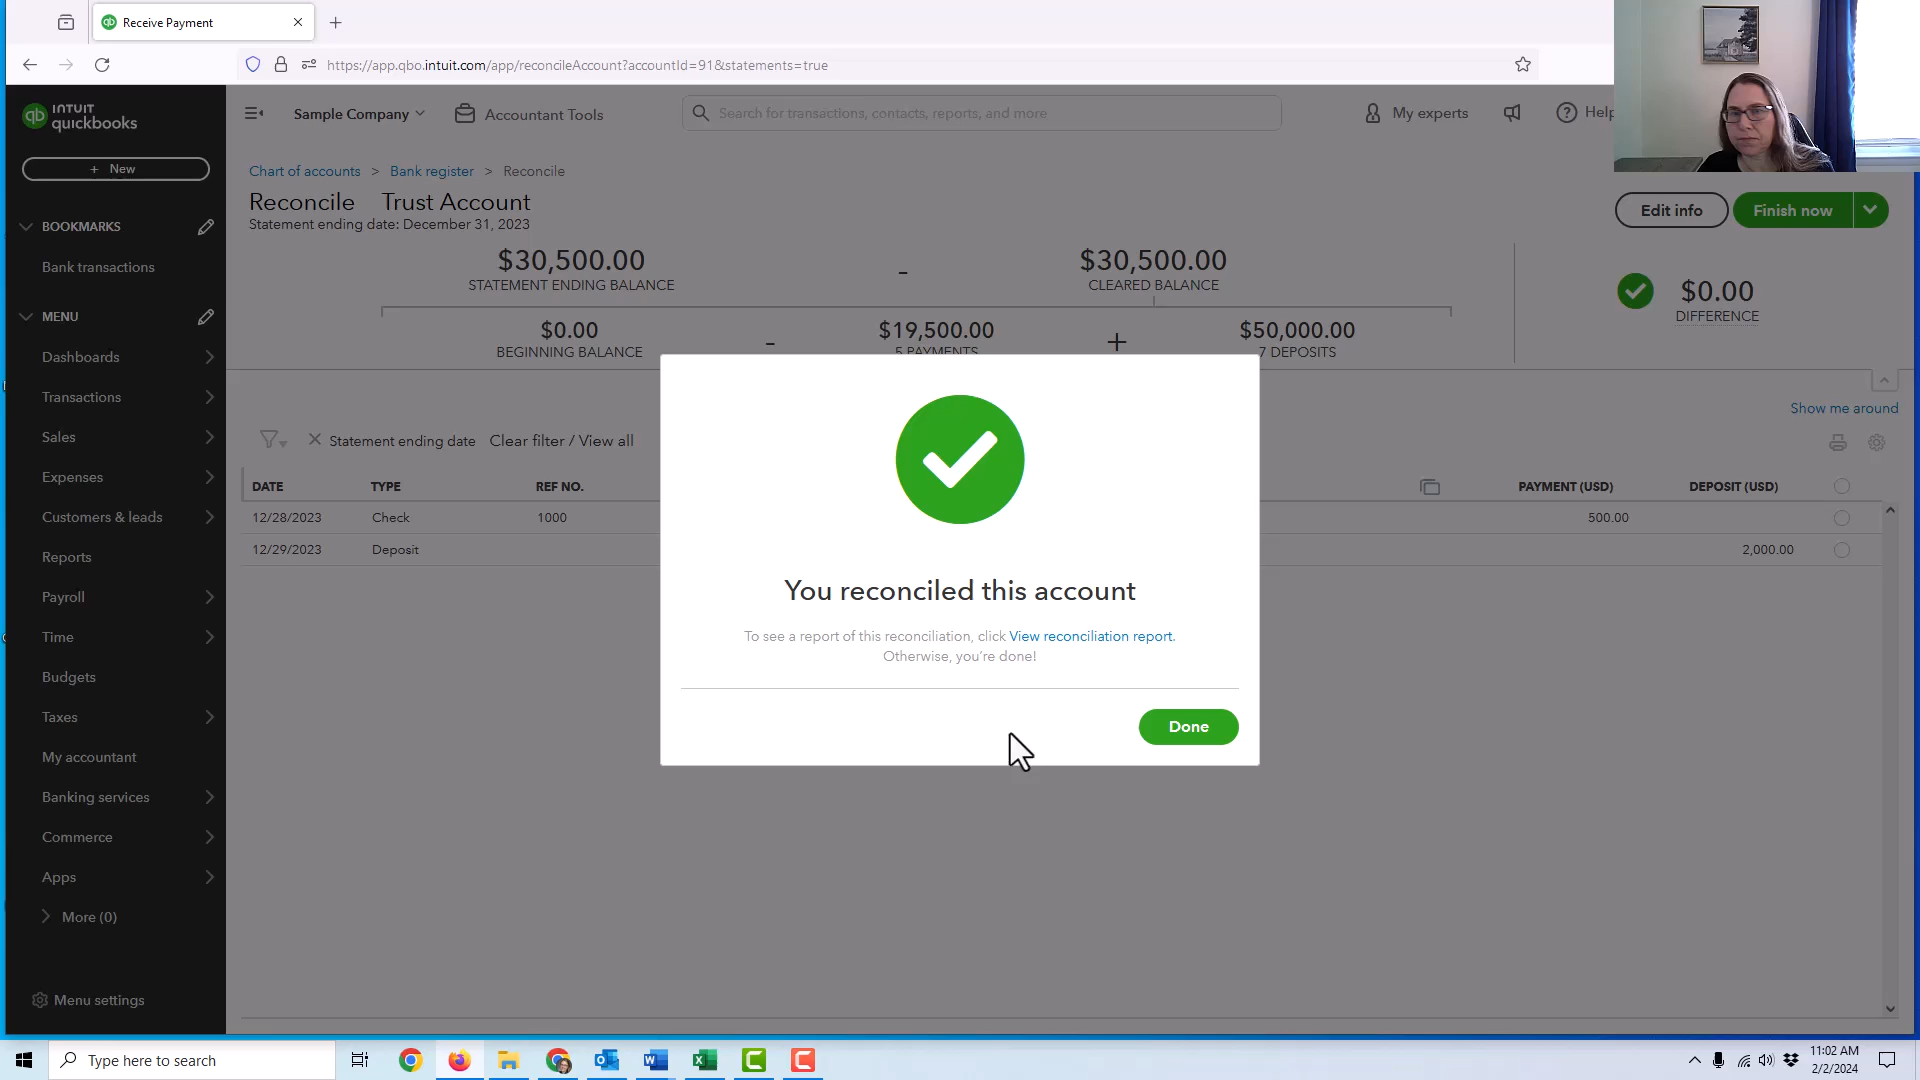 Receive Payment
https://app.qbo.intuit.com/app/reconcileAccount?accountId=91&statements=true
INTUIT
quickbooks
Sample Company
Accountant Tools
Search for transactions, contacts, reports, and more
My experts
Help
+ New
Chart of accounts > Bank register > Reconcile
Reconcile Trust Account
Statement ending date: December 31, 2023
Edit info
Finish now
BOOKMARKS
Bank transactions
MENU
Dashboards
Transactions
Sales
Expenses
Customers & leads
Reports
Payroll
Time
Budgets
Taxes
My accountant
Banking services
Commerce
Apps
More (0)
Menu settings
$30,500.00
STATEMENT ENDING BALANCE
-
$30,500.00
CLEARED BALANCE
$0.00
DIFFERENCE
$0.00
BEGINNING BALANCE
-
$19,500.00
5 PAYMENTS
+
$50,000.00
7 DEPOSITS
Show me around
Statement ending date Clear filter / View all
DATE TYPE REF NO. PAYMENT (USD) DEPOSIT (USD)
12/28/2023 Check 1000 500.00
12/29/2023 Deposit 2,000.00
You reconciled this account
To see a report of this reconciliation, click View reconciliation report.
Otherwise, you're done!
Done
Type here to search
11:02 AM
2/2/2024